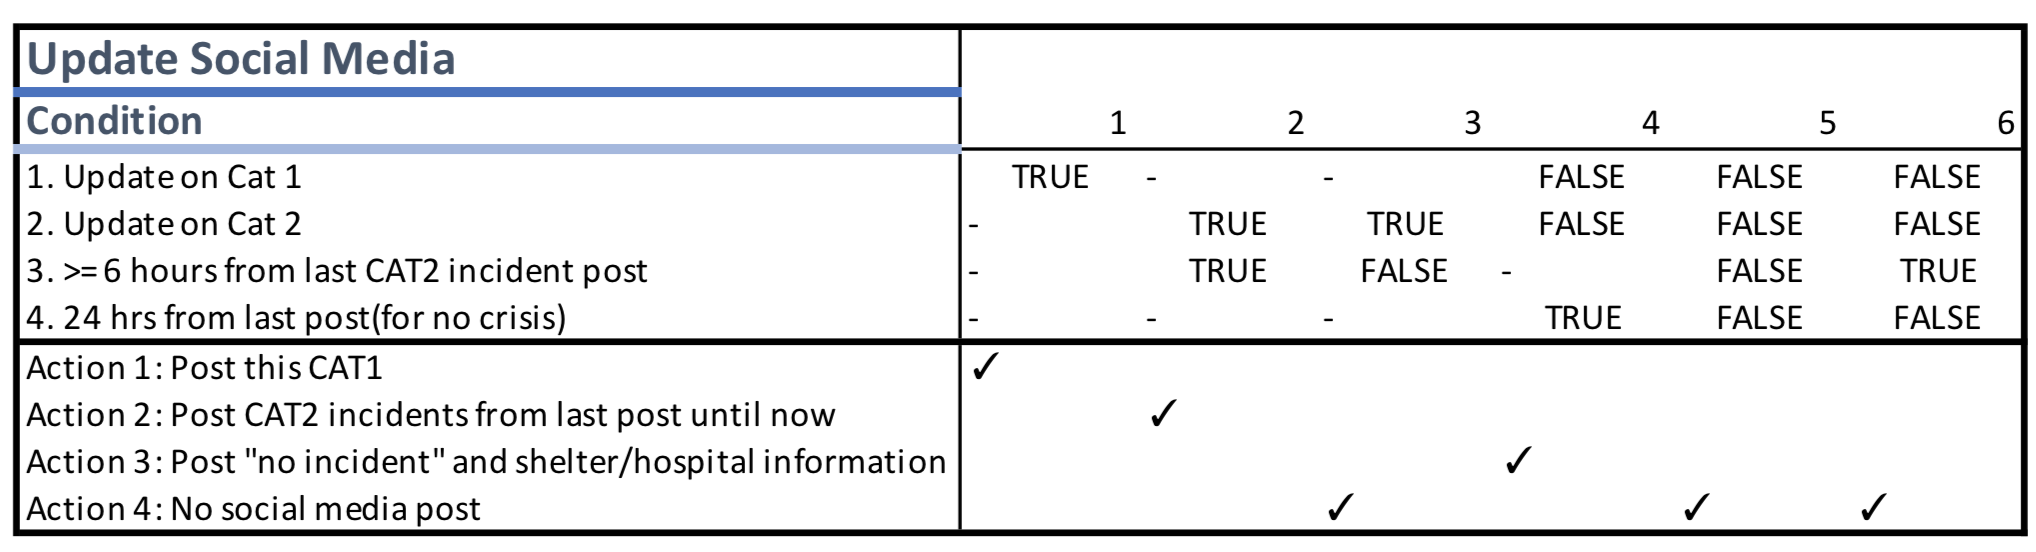 Update Social Media
Condition 1 2 3 4 5 6
1. Update on Cat 1 TRUE - - FALSE FALSE FALSE
2. Update on Cat 2 - TRUE TRUE FALSE FALSE FALSE
3. >= 6 hours from last CAT2 incident post - TRUE FALSE - FALSE TRUE
4. 24 hrs from last post(for no crisis) - - - TRUE FALSE FALSE
Action 1: Post this CAT1 ✓
Action 2: Post CAT2 incidents from last post until now ✓
Action 3: Post "no incident" and shelter/hospital information ✓
Action 4: No social media post ✓ ✓ ✓